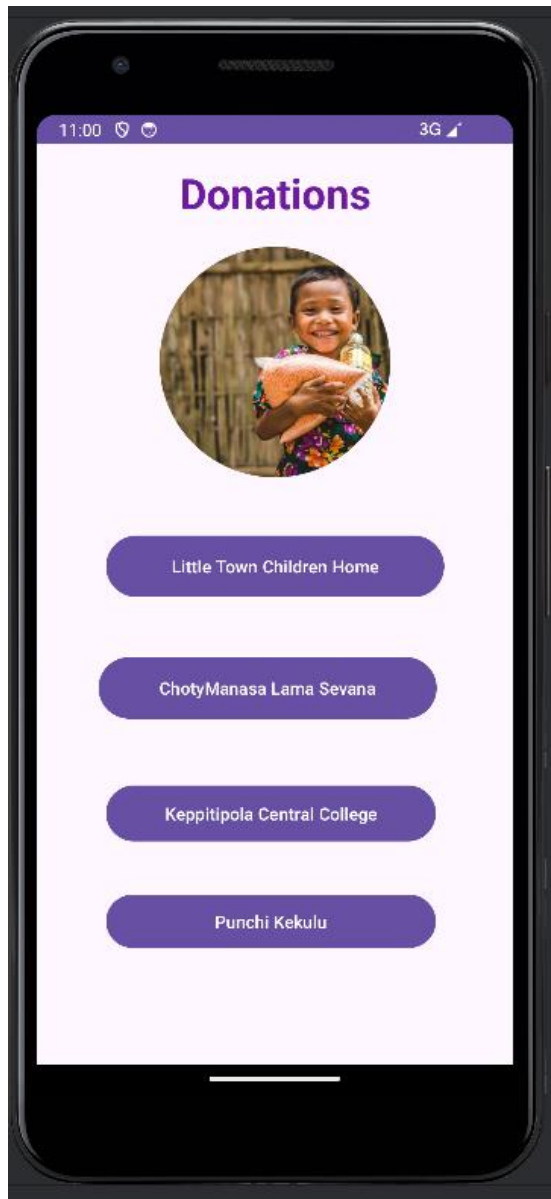 11:00 3G
Donations
Little Town Children Home
ChotyManasa Lama Sevana
Keppitipola Central College
Punchi Kekulu